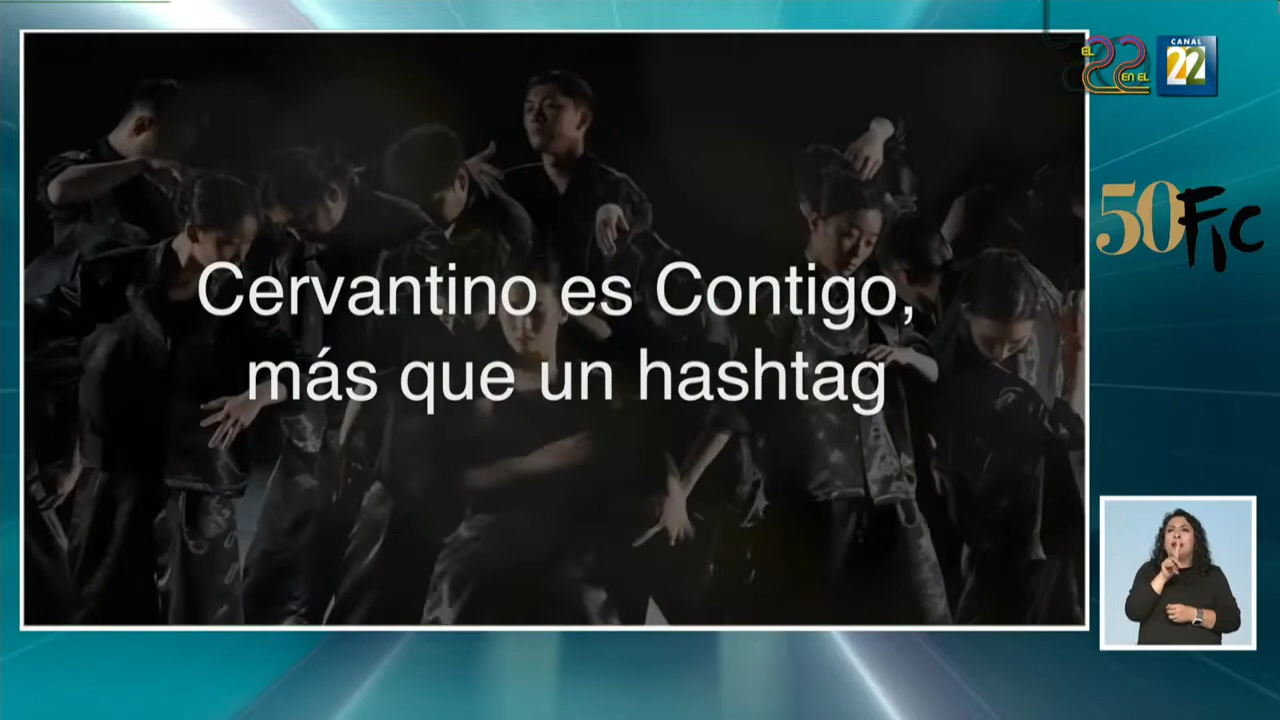 EL 22 EN EL
CANAL 22
50 FIC
Cervantino es Contigo,
más que un hashtag